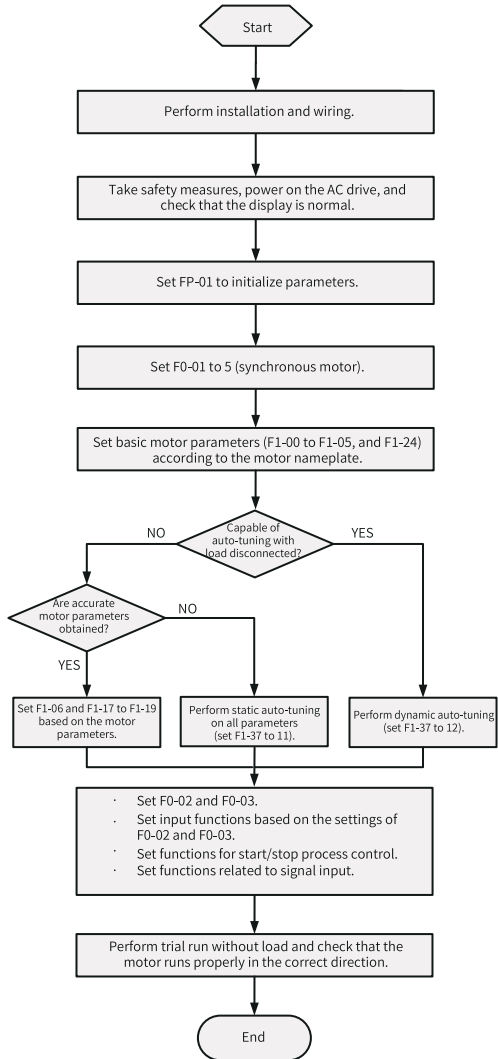 Start
Perform installation and wiring.
Take safety measures, power on the AC drive, and
check that the display is normal.
Set FP-01 to initialize parameters.
Set F0-01 to 5 (synchronous motor).
Set basic motor parameters (F1-00 to F1-05, and F1-24)
according to the motor nameplate.
Capable of
auto-tuning with
load disconnected?
NO
YES
Are accurate
motor parameters
obtained?
NO
YES
Set F1-06 and F1-17 to F1-19
based on the motor
parameters.
Perform static auto-tuning
on all parameters
(set F1-37 to 11).
Perform dynamic auto-tuning
(set F1-37 to 12).
· Set F0-02 and F0-03.
· Set input functions based on the settings of
F0-02 and F0-03.
· Set functions for start/stop process control.
· Set functions related to signal input.
Perform trial run without load and check that the
motor runs properly in the correct direction.
End